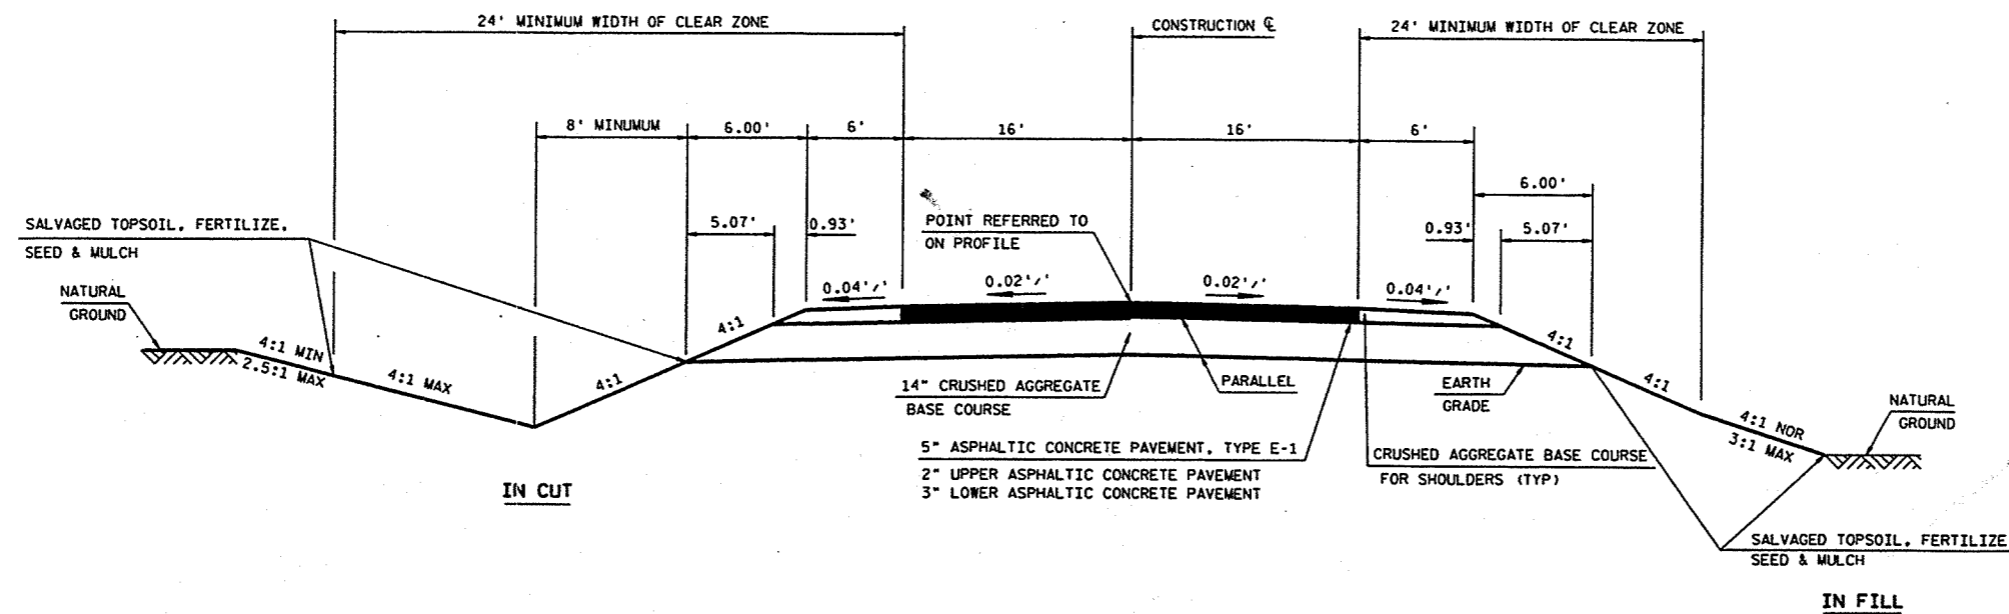 24' MINIMUM WIDTH OF CLEAR ZONE
CONSTRUCTION ℄
24' MINIMUM WIDTH OF CLEAR ZONE
8' MINUMUM
6.00'
6'
16'
16'
6'
6.00'
5.07'
0.93'
0.93'
5.07'
SALVAGED TOPSOIL, FERTILIZE,
SEED & MULCH
POINT REFERRED TO
ON PROFILE
NATURAL
GROUND
0.04'/'
0.02'/'
0.02'/'
0.04'/'
4:1
4:1
4:1 MIN
2.5:1 MAX
4:1 MAX
4:1
4:1
14" CRUSHED AGGREGATE
BASE COURSE
PARALLEL
EARTH
GRADE
4:1 NOR
3:1 MAX
NATURAL
GROUND
5" ASPHALTIC CONCRETE PAVEMENT, TYPE E-1
2" UPPER ASPHALTIC CONCRETE PAVEMENT
3" LOWER ASPHALTIC CONCRETE PAVEMENT
CRUSHED AGGREGATE BASE COURSE
FOR SHOULDERS (TYP)
IN CUT
SALVAGED TOPSOIL, FERTILIZE
SEED & MULCH
IN FILL